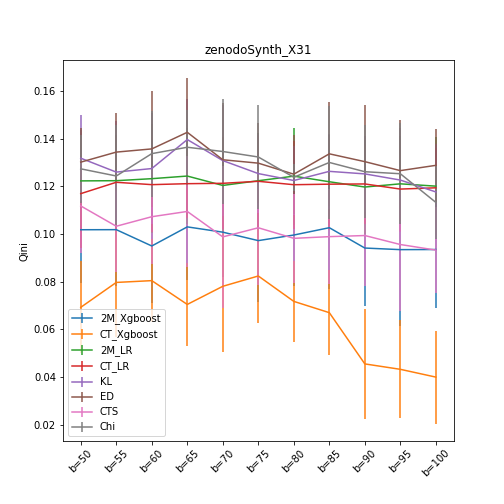 zenodoSynth_X31
Qini
0.16
0.14
0.12
0.10
0.08
0.06
0.04
0.02
2M_Xgboost
CT_Xgboost
2M_LR
CT_LR
KL
ED
CTS
Chi
b=50
b=55
b=60
b=65
b=70
b=75
b=80
b=85
b=90
b=95
b=100